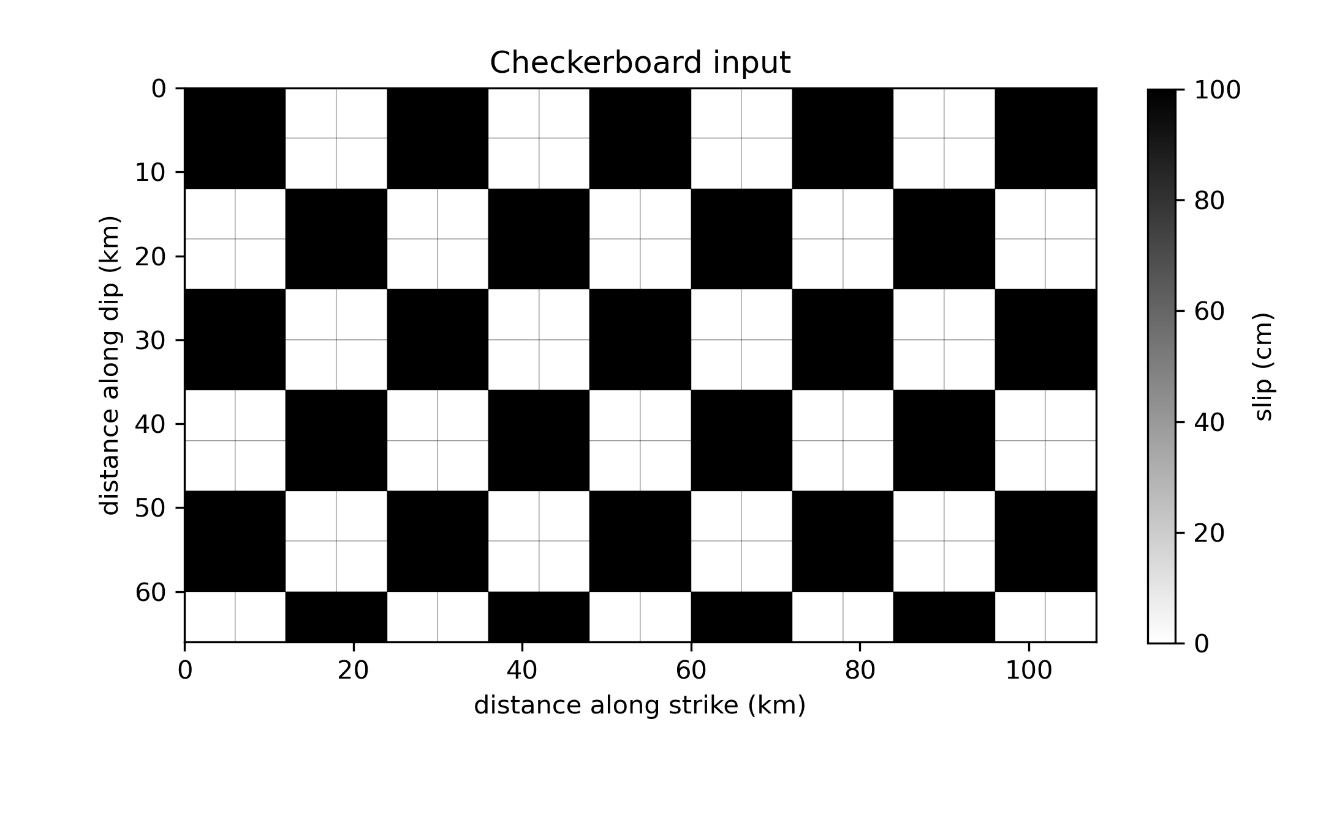 Checkerboard input
0
10
20
30
40
50
60
distance along dip (km)
0 20 40 60 80 100
distance along strike (km)
100
80
60
40
20
0
slip (cm)